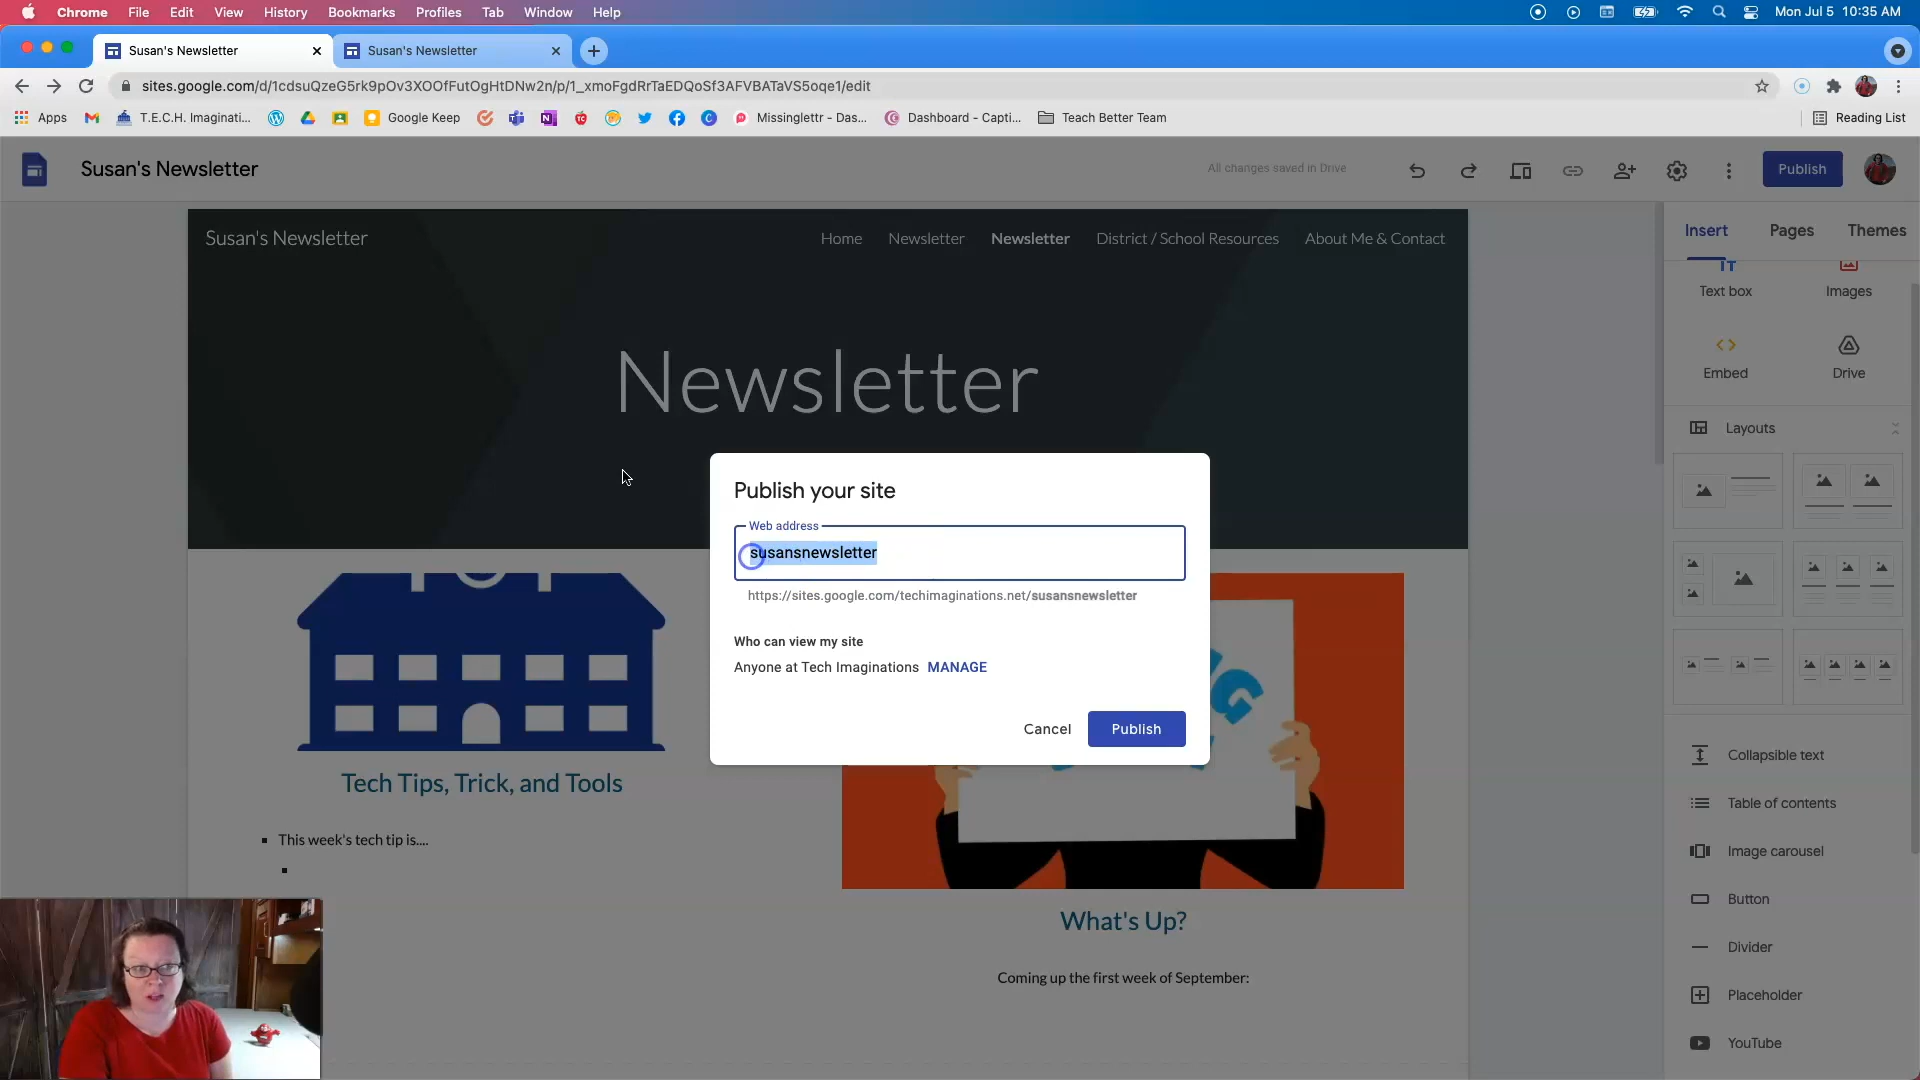 Chrome File Edit View History Bookmarks Profiles Tab Window Help Mon Jul 5 10:35 AM
Susan's Newsletter Susan's Newsletter
sites.google.com/d/1cdsuQzeG5rk9pOv3XOOfFutOgHtDNw2n/p/1_xmoFgdRrTaEDQoSf3AFVBATaVS5oqe1/edit
Apps T.E.C.H. Imaginati... Google Keep Missinglettr - Das... Dashboard - Capti... Teach Better Team Reading List
Susan's Newsletter All changes saved in Drive Publish
Susan's Newsletter Home Newsletter Newsletter District / School Resources About Me & Contact
Insert Pages Themes
Text box Images
Embed Drive
Newsletter
Layouts
Publish your site
Web address
susansnewsletter
https://sites.google.com/techimaginations.net/susansnewsletter
Who can view my site
Anyone at Tech Imaginations MANAGE
Cancel Publish
Tech Tips, Trick, and Tools
This week's tech tip is....
What's Up?
Coming up the first week of September:
Collapsible text
Table of contents
Image carousel
Button
Divider
Placeholder
YouTube